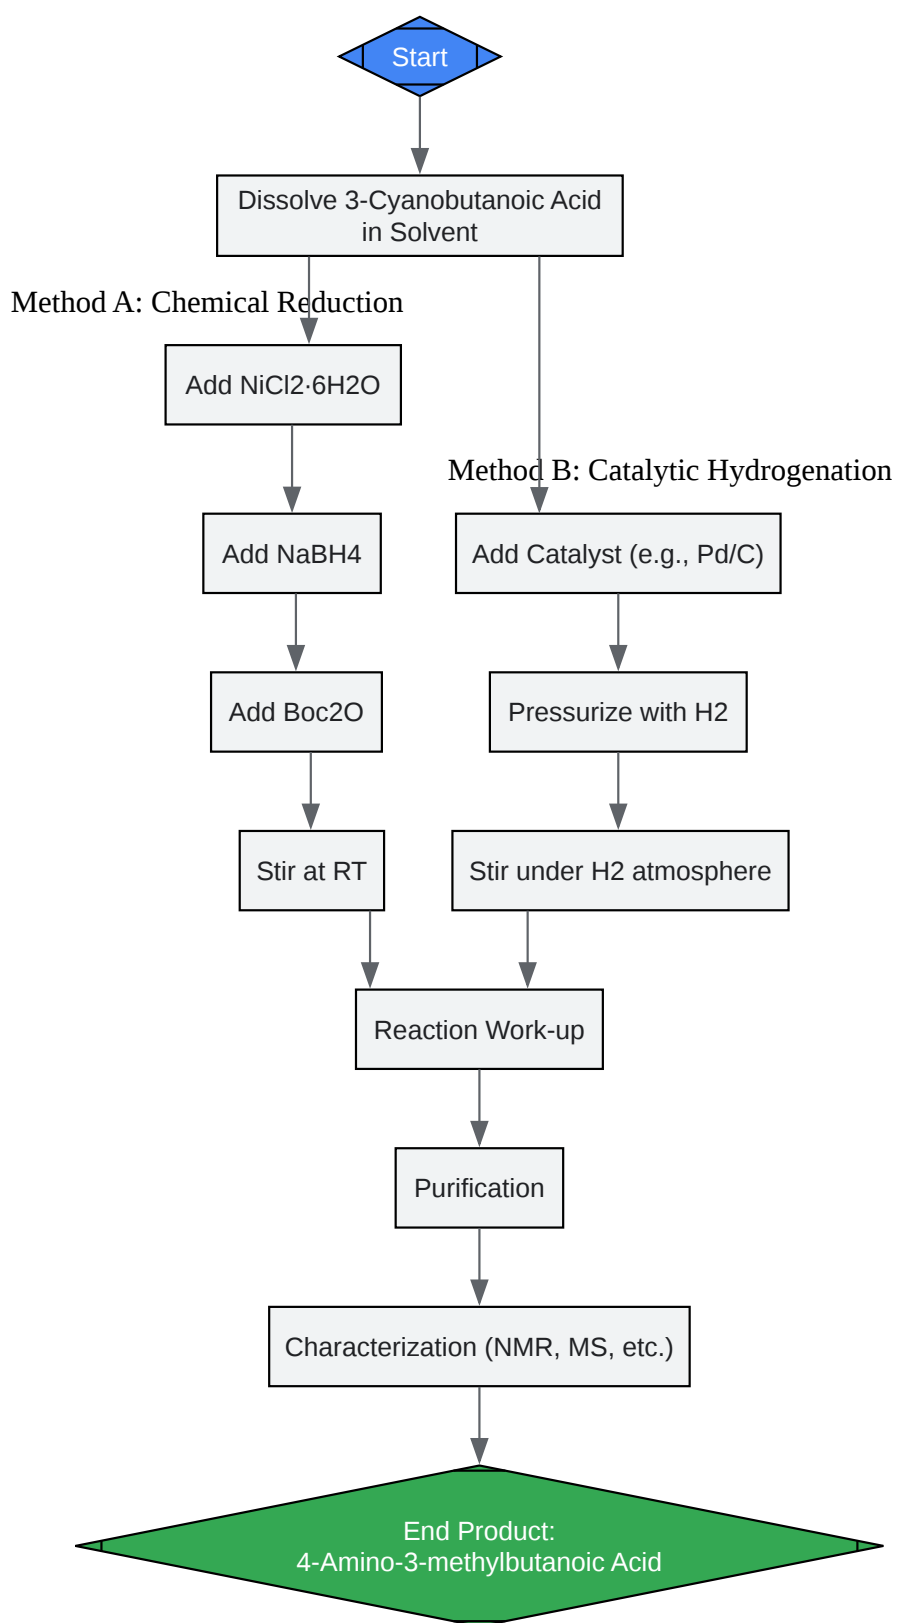 Start
Dissolve 3-Cyanobutanoic Acid
in Solvent
Method A: Chemical Reduction
Add NiCl2·6H2O
Method B: Catalytic Hydrogenation
Add NaBH4
Add Catalyst (e.g., Pd/C)
Add Boc2O
Pressurize with H2
Stir at RT
Stir under H2 atmosphere
Reaction Work-up
Purification
Characterization (NMR, MS, etc.)
End Product:
4-Amino-3-methylbutanoic Acid